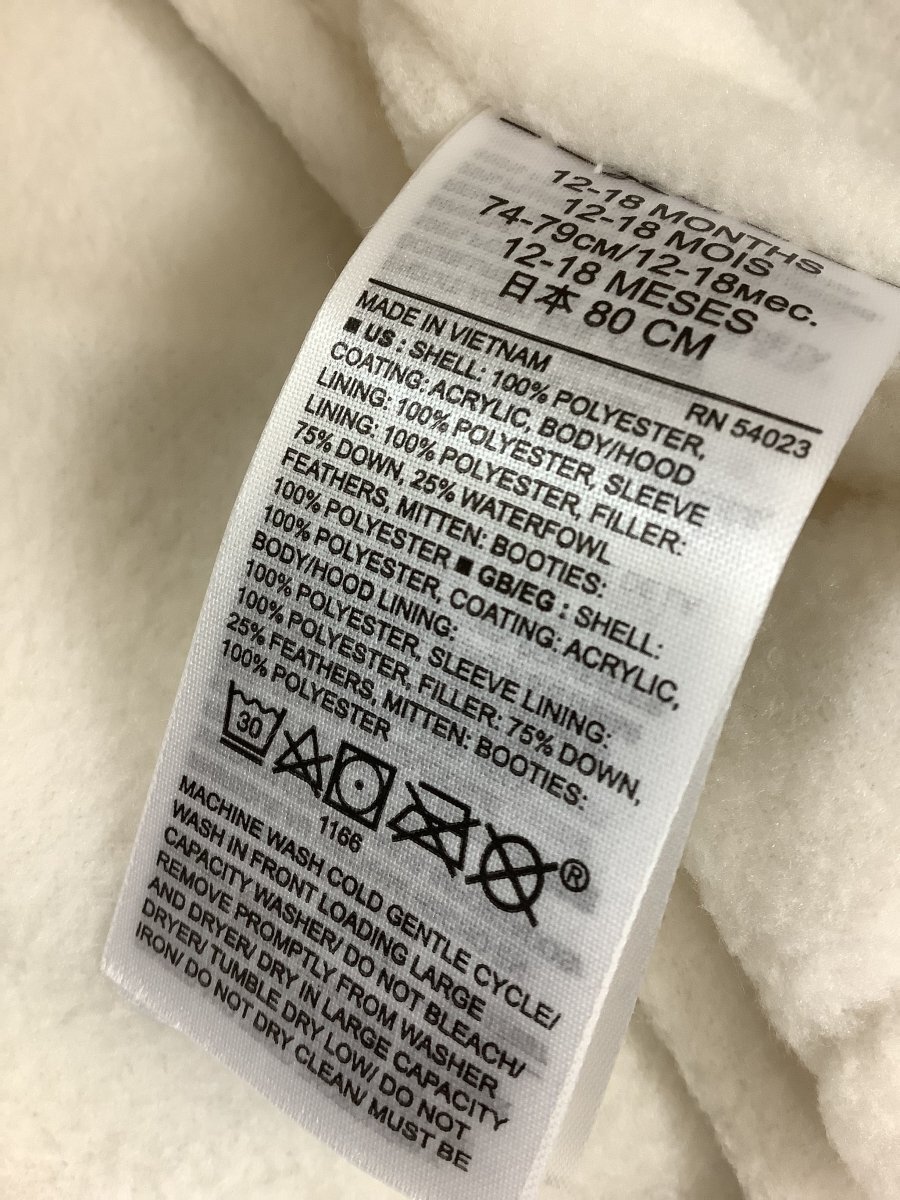 12-18 MONTHS
12-18 MOIS
74-79см/12-18мес.
12-18 MESES
日本 80 CM
MADE IN VIETNAM
RN 54023
■ US : SHELL: 100% POLYESTER,
COATING: ACRYLIC, BODY/HOOD
LINING: 100% POLYESTER, SLEEVE
LINING: 100% POLYESTER, FILLER:
75% DOWN, 25% WATERFOWL
FEATHERS, MITTEN: BOOTIES:
100% POLYESTER ■ GB/EG : SHELL:
100% POLYESTER, COATING: ACRYLIC,
BODY/HOOD LINING:
100% POLYESTER, SLEEVE LINING:
100% POLYESTER, FILLER: 75% DOWN,
25% FEATHERS, MITTEN: BOOTIES:
100% POLYESTER
30
®
1166
MACHINE WASH COLD GENTLE CYCLE/
WASH IN FRONT LOADING LARGE
CAPACITY WASHER/ DO NOT BLEACH/
REMOVE PROMPTLY FROM WASHER
AND DRYER/ DRY IN LARGE CAPACITY
DRYER/ TUMBLE DRY, LOW/ DO NOT
IRON/ DO NOT DRY CLEAN/ MUST BE